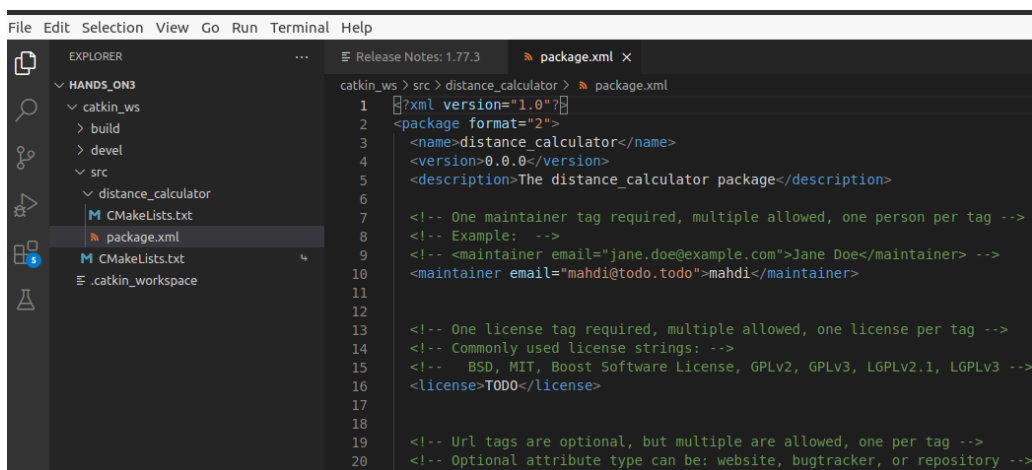 File Edit Selection View Go Run Terminal Help
EXPLORER
HANDS_ON3
catkin_ws
build
devel
src
distance_calculator
CMakeLists.txt
package.xml
CMakeLists.txt
.catkin_workspace
5
Release Notes: 1.77.3
package.xml
catkin_ws > src > distance_calculator > package.xml
1 <?xml version="1.0"?>
2 <package format="2">
3 <name>distance_calculator</name>
4 <version>0.0.0</version>
5 <description>The distance_calculator package</description>
6
7 <!-- One maintainer tag required, multiple allowed, one person per tag -->
8 <!-- Example:  -->
9 <!-- <maintainer email="jane.doe@example.com">Jane Doe</maintainer> -->
10 <maintainer email="mahdi@todo.todo">mahdi</maintainer>
11
12
13 <!-- One license tag required, multiple allowed, one license per tag -->
14 <!-- Commonly used license strings: -->
15 <!--   BSD, MIT, Boost Software License, GPLv2, GPLv3, LGPLv2.1, LGPLv3 -->
16 <license>TODO</license>
17
18
19 <!-- Url tags are optional, but multiple are allowed, one per tag -->
20 <!-- Optional attribute type can be: website, bugtracker, or repository -->